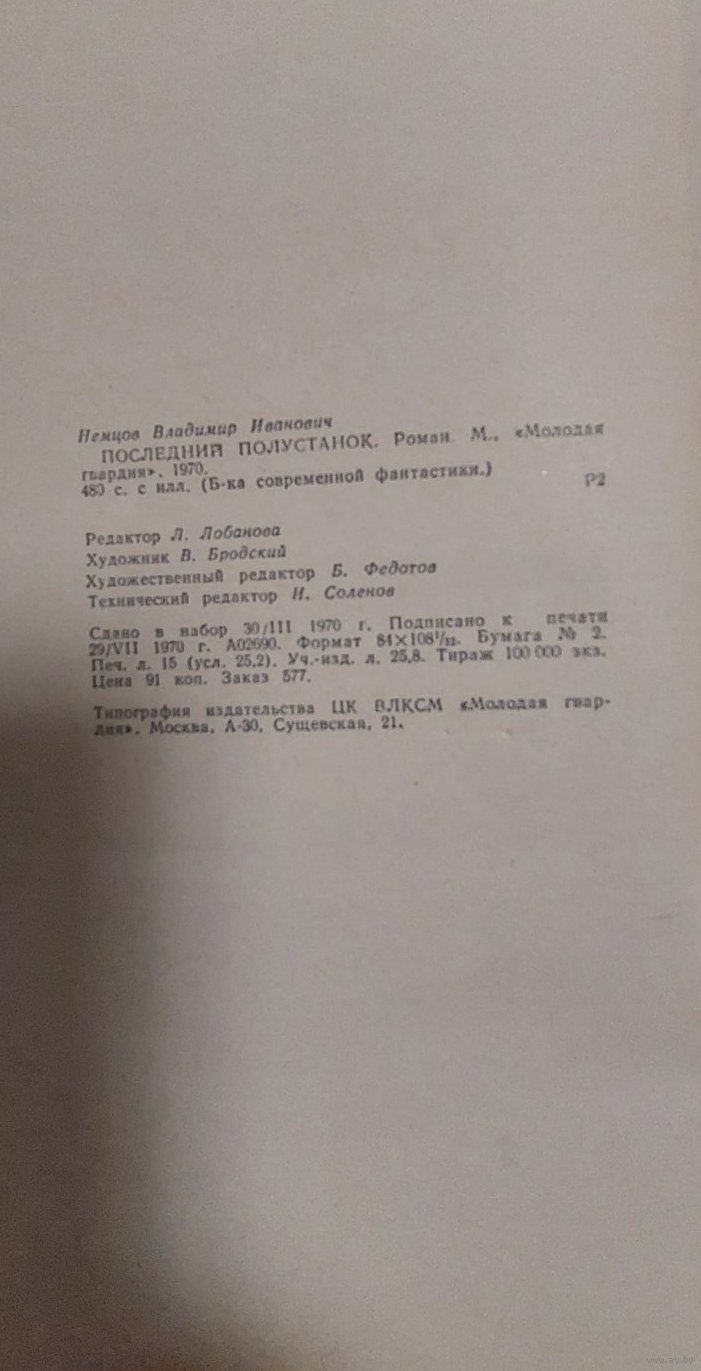 Немцов Владимир Иванович
ПОСЛЕДНИЙ ПОЛУСТАНОК. Роман. М., «Молодая
гвардия», 1970.
480 с. с илл. (Б-ка современной фантастики.)
Р2
Редактор Л. Лобанова
Художник В. Бродский
Художественный редактор Б. Федотов
Технический редактор И. Соленов
Сдано в набор 30/III 1970 г. Подписано к печати
29/VII 1970 г. А02690. Формат 84×108¹/₃₂. Бумага № 2.
Печ. л. 15 (усл. 25,2). Уч.-изд. л. 25,8. Тираж 100 000 экз.
Цена 91 коп. Заказ 577.
Типография издательства ЦК ВЛКСМ «Молодая гвар-
дия». Москва, А-30, Сущевская, 21.
www.ay.by